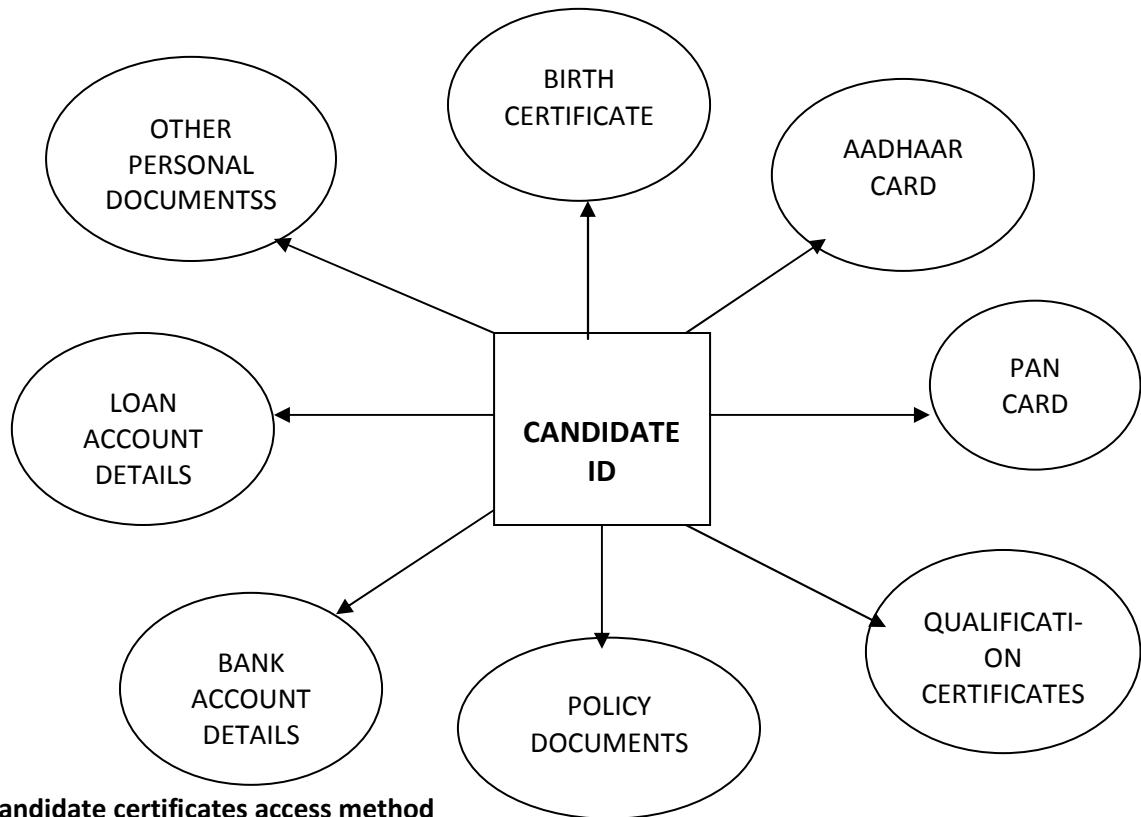 BIRTH
CERTIFICATE
OTHER
PERSONAL
DOCUMENTSS
AADHAAR
CARD
PAN
CARD
LOAN
ACCOUNT
DETAILS
CANDIDATE
ID
QUALIFICATI-
ON
CERTIFICATES
BANK
ACCOUNT
DETAILS
POLICY
DOCUMENTS
andidate certificates access method